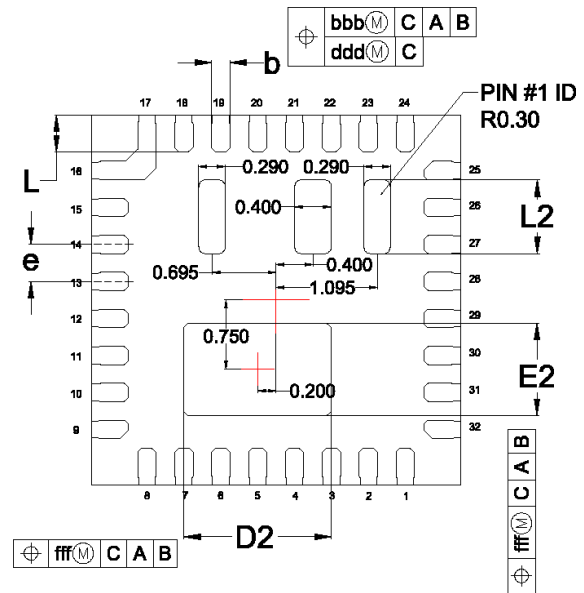 bbbⓂ C A B
dddⓂ C
b
PIN #1 ID
R0.30
17 18 19 20 21 22 23 24
L
16 25
0.290 0.290
15 26
0.400
L2
14 27
e
0.695 0.400
13 1.095 28
12 29
0.750
11 30
E2
10 0.200 31
9 32
8 7 6 5 4 3 2 1
D2
fffⓂ C A B
fffⓂ C A B